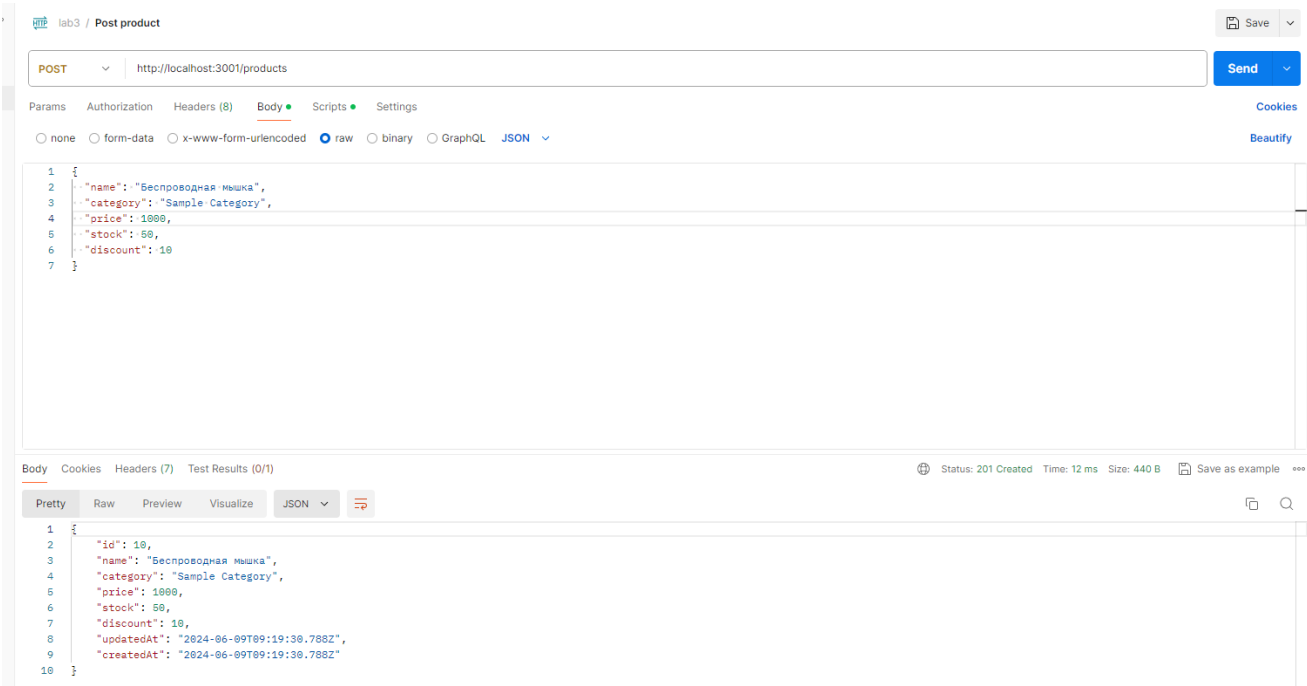 HTTP lab3 / Post product Save
POST http://localhost:3001/products Send
Params Authorization Headers (8) Body Scripts Settings Cookies
none form-data x-www-form-urlencoded raw binary GraphQL JSON Beautify
1 {
2 "name": "Беспроводная мышка",
3 "category": "Sample Category",
4 "price": 1000,
5 "stock": 50,
6 "discount": 10
7 }
Body Cookies Headers (7) Test Results (0/1) Status: 201 Created Time: 12 ms Size: 440 B Save as example
Pretty Raw Preview Visualize JSON
1 {
2 "id": 10,
3 "name": "Беспроводная мышка",
4 "category": "Sample Category",
5 "price": 1000,
6 "stock": 50,
7 "discount": 10,
8 "updatedAt": "2024-06-09T09:19:30.788Z",
9 "createdAt": "2024-06-09T09:19:30.788Z"
10 }